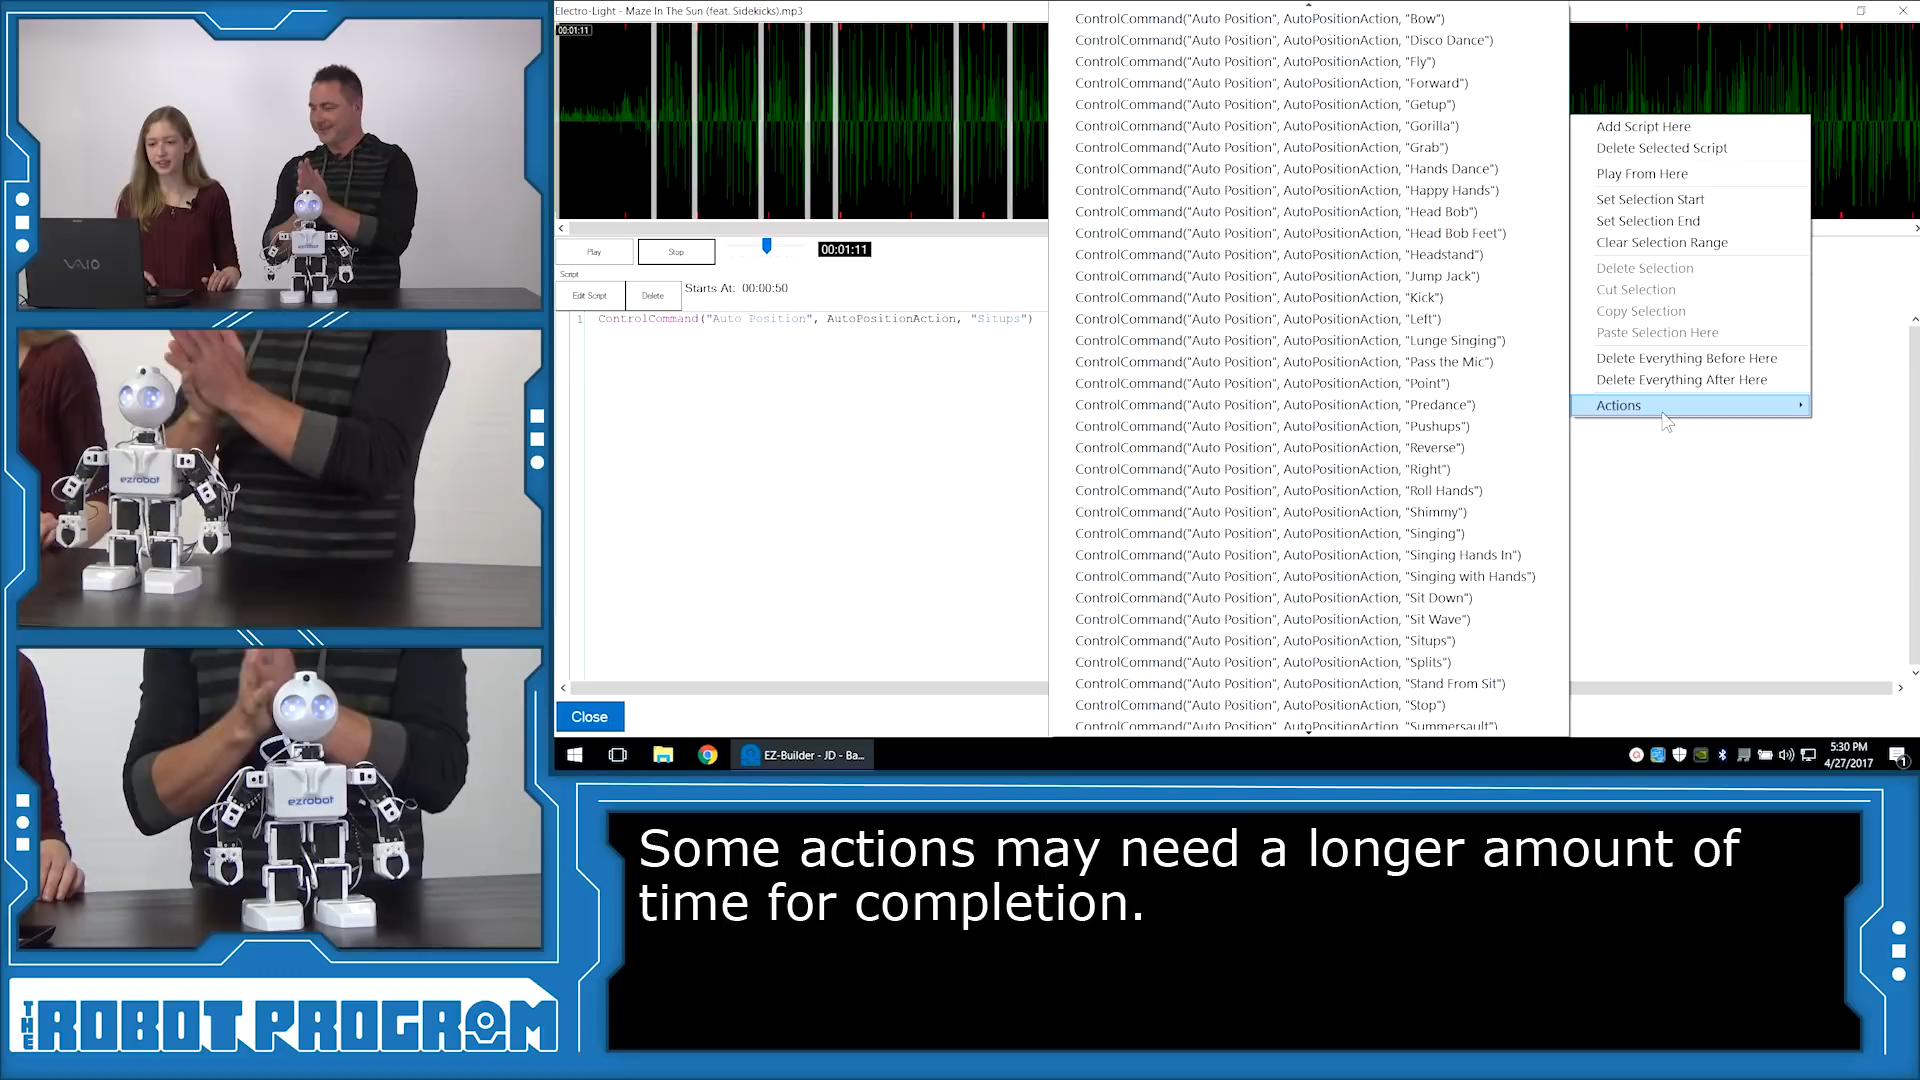 Electro-Light - Maze In The Sun (feat. Sidekicks).mp3
00:01:11
Play
Stop
00:01:11
Script
Edit Script
Delete
Starts At: 00:00:50
1 ControlCommand("Auto Position", AutoPositionAction, "Situps")
Close
ControlCommand("Auto Position", AutoPositionAction, "Bow")
ControlCommand("Auto Position", AutoPositionAction, "Disco Dance")
ControlCommand("Auto Position", AutoPositionAction, "Fly")
ControlCommand("Auto Position", AutoPositionAction, "Forward")
ControlCommand("Auto Position", AutoPositionAction, "Getup")
ControlCommand("Auto Position", AutoPositionAction, "Gorilla")
ControlCommand("Auto Position", AutoPositionAction, "Grab")
ControlCommand("Auto Position", AutoPositionAction, "Hands Dance")
ControlCommand("Auto Position", AutoPositionAction, "Happy Hands")
ControlCommand("Auto Position", AutoPositionAction, "Head Bob")
ControlCommand("Auto Position", AutoPositionAction, "Head Bob Feet")
ControlCommand("Auto Position", AutoPositionAction, "Headstand")
ControlCommand("Auto Position", AutoPositionAction, "Jump Jack")
ControlCommand("Auto Position", AutoPositionAction, "Kick")
ControlCommand("Auto Position", AutoPositionAction, "Left")
ControlCommand("Auto Position", AutoPositionAction, "Lunge Singing")
ControlCommand("Auto Position", AutoPositionAction, "Pass the Mic")
ControlCommand("Auto Position", AutoPositionAction, "Point")
ControlCommand("Auto Position", AutoPositionAction, "Predance")
ControlCommand("Auto Position", AutoPositionAction, "Pushups")
ControlCommand("Auto Position", AutoPositionAction, "Reverse")
ControlCommand("Auto Position", AutoPositionAction, "Right")
ControlCommand("Auto Position", AutoPositionAction, "Roll Hands")
ControlCommand("Auto Position", AutoPositionAction, "Shimmy")
ControlCommand("Auto Position", AutoPositionAction, "Singing")
ControlCommand("Auto Position", AutoPositionAction, "Singing Hands In")
ControlCommand("Auto Position", AutoPositionAction, "Singing with Hands")
ControlCommand("Auto Position", AutoPositionAction, "Sit Down")
ControlCommand("Auto Position", AutoPositionAction, "Sit Wave")
ControlCommand("Auto Position", AutoPositionAction, "Situps")
ControlCommand("Auto Position", AutoPositionAction, "Splits")
ControlCommand("Auto Position", AutoPositionAction, "Stand From Sit")
ControlCommand("Auto Position", AutoPositionAction, "Stop")
ControlCommand("Auto Position", AutoPositionAction, "Summersault")
Add Script Here
Delete Selected Script
Play From Here
Set Selection Start
Set Selection End
Clear Selection Range
Delete Selection
Cut Selection
Copy Selection
Paste Selection Here
Delete Everything Before Here
Delete Everything After Here
Actions
EZ-Builder - JD - Ba...
5:30 PM
4/27/2017
1
VAIO
ezrobot
ezrobot
ezrobot
THE ROBOT PROGRAM
Some actions may need a longer amount of
time for completion.